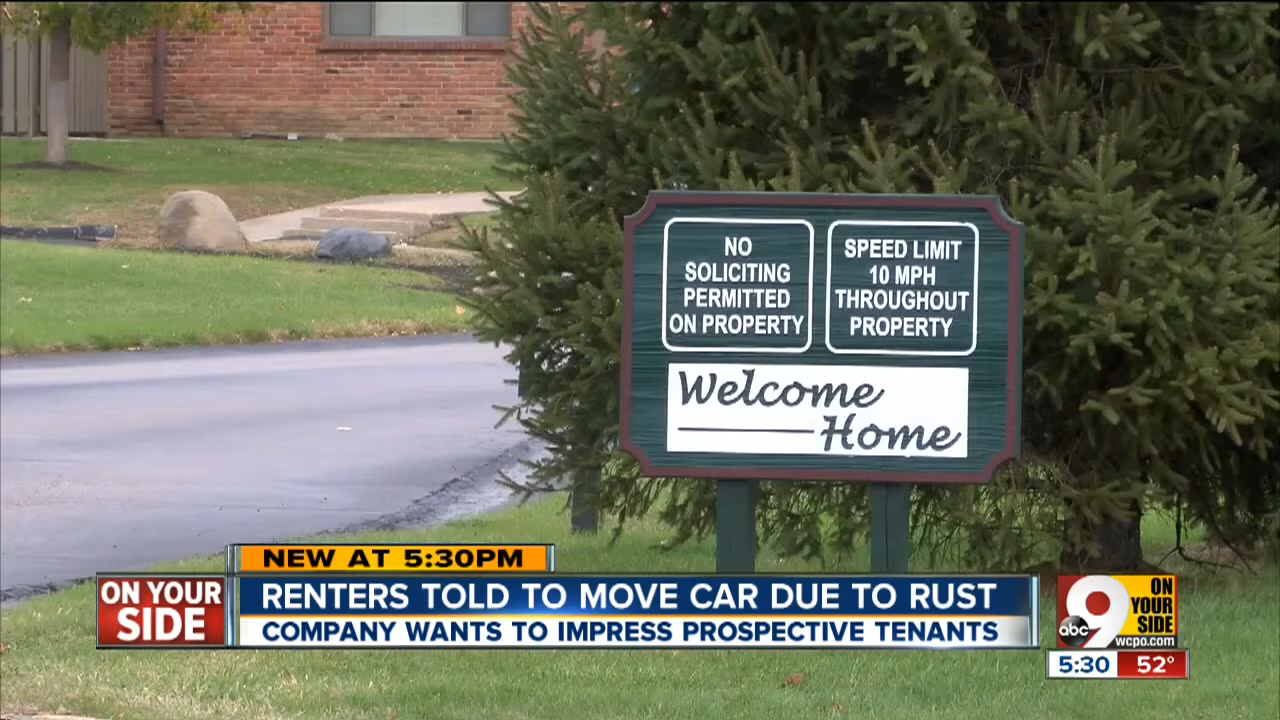 NO
SOLICITING
PERMITTED
ON PROPERTY
SPEED LIMIT
10 MPH
THROUGHOUT
PROPERTY
Welcome
Home
NEW AT 5:30PM
ON YOUR
SIDE
RENTERS TOLD TO MOVE CAR DUE TO RUST
COMPANY WANTS TO IMPRESS PROSPECTIVE TENANTS
abc
9
ON
YOUR
SIDE
wcpo.com
5:30 52°